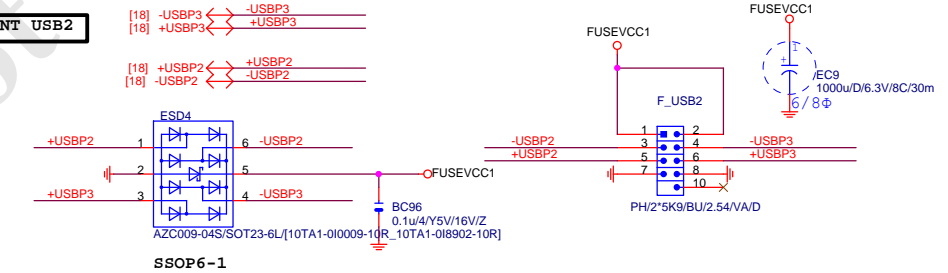 NT USB2
[18] -USBP3 -USBP3
[18] +USBP3 +USBP3
[18] +USBP2 +USBP2
[18] -USBP2 -USBP2
ESD4
+USBP2 1 6 -USBP2
2 5 FUSEVCC1
+USBP3 3 4 -USBP3
AZC009-04S/SOT23-6L/[10TA1-0I0009-10R_10TA1-0I8902-10R]
SSOP6-1
BC96
0.1u/4/Y5V/16V/Z
FUSEVCC1
F_USB2
1 2
-USBP2 3 4 -USBP3
+USBP2 5 6 +USBP3
7 8
10
PH/2*5K9/BU/2.54/VA/D
FUSEVCC1
1
+
EC9
1000u/D/6.3V/8C/30m
6/8Φ